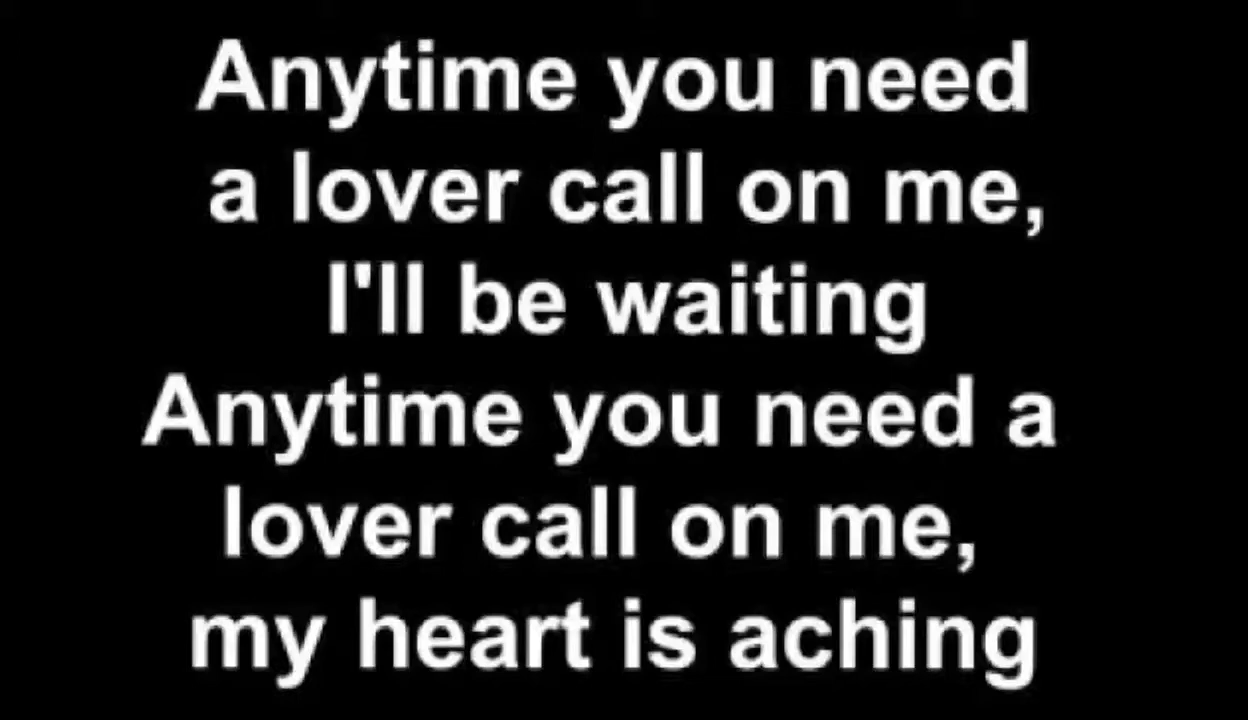 Anytime you need
a lover call on me,
I'll be waiting
Anytime you need a
lover call on me,
my heart is aching